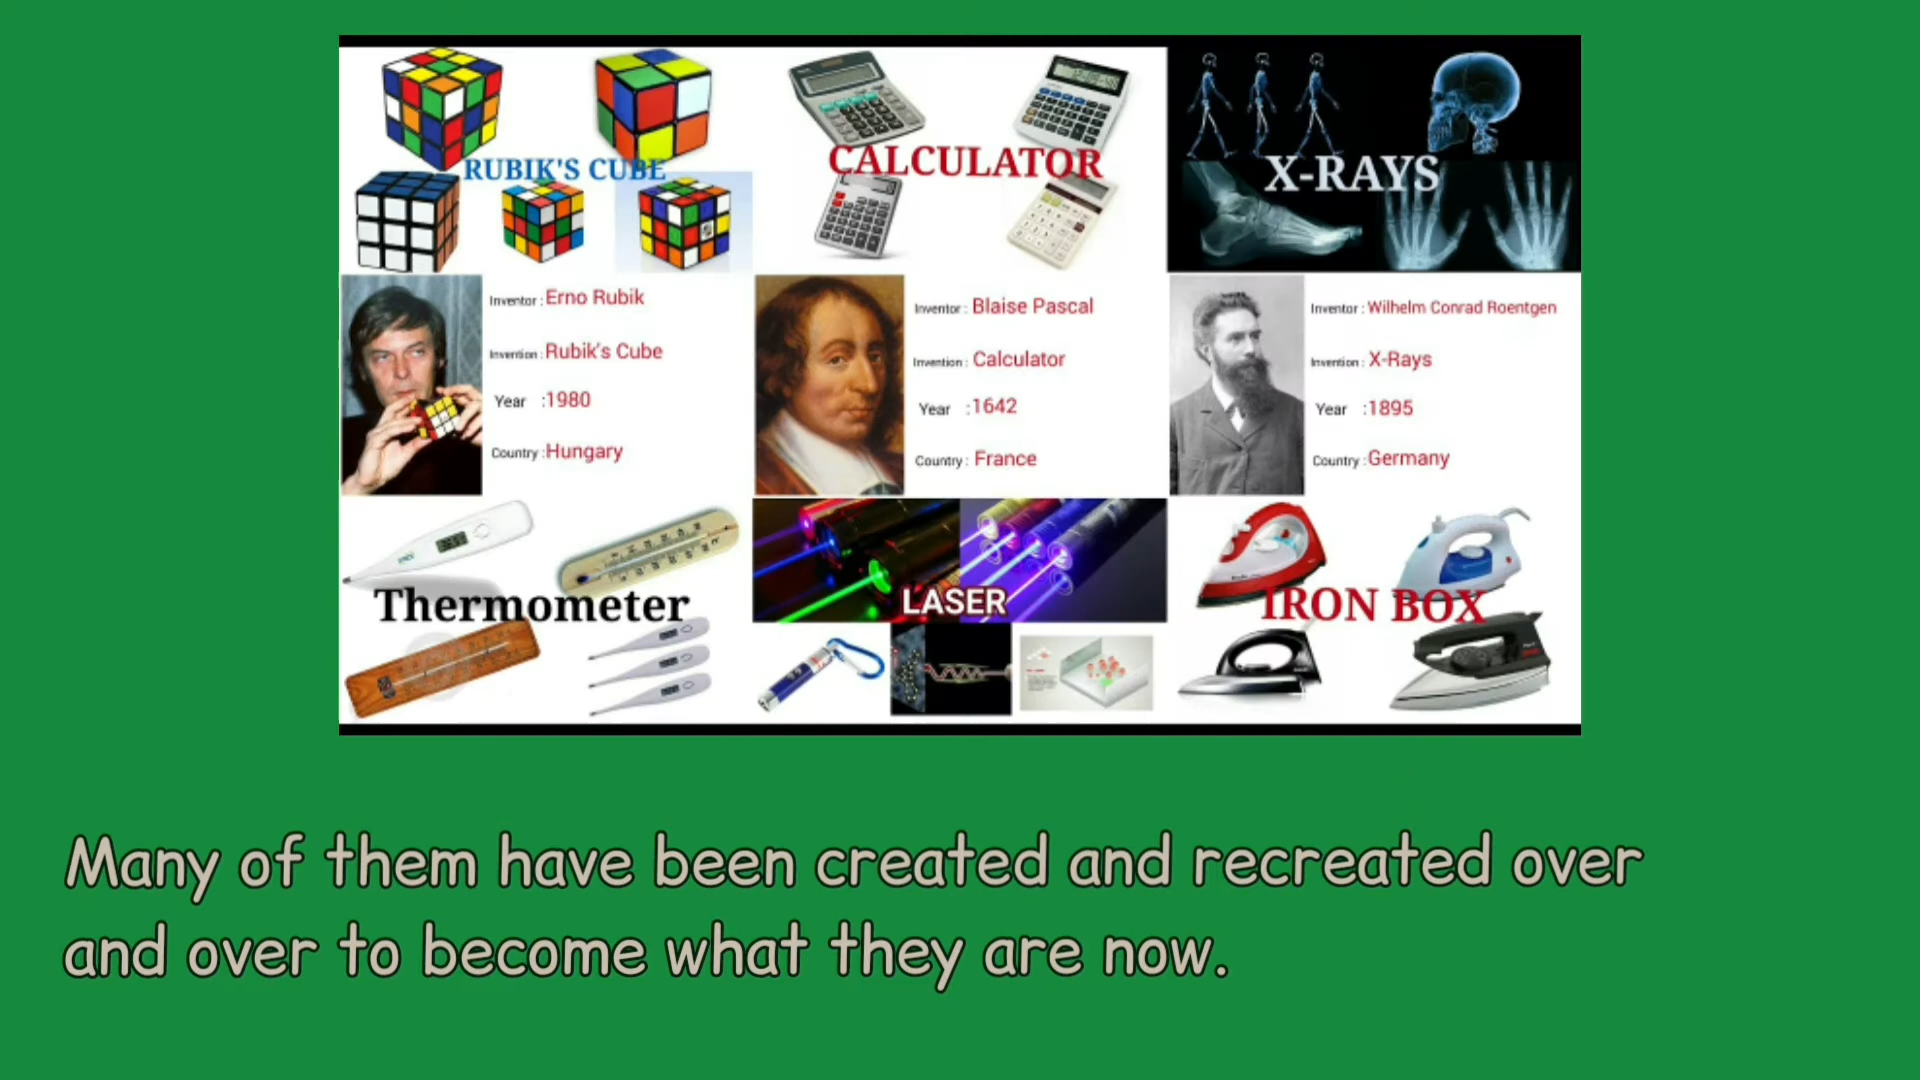 RUBIK'S CUBE
CALCULATOR
X-RAYS
Inventor : Erno Rubik
Invention : Rubik's Cube
Year :1980
Country :Hungary
Inventor : Blaise Pascal
Invention : Calculator
Year :1642
Country : France
Inventor : Wilhelm Conrad Roentgen
Invention : X-Rays
Year :1895
Country :Germany
Thermometer
LASER
IRON BOX
Many of them have been created and recreated over
and over to become what they are now.